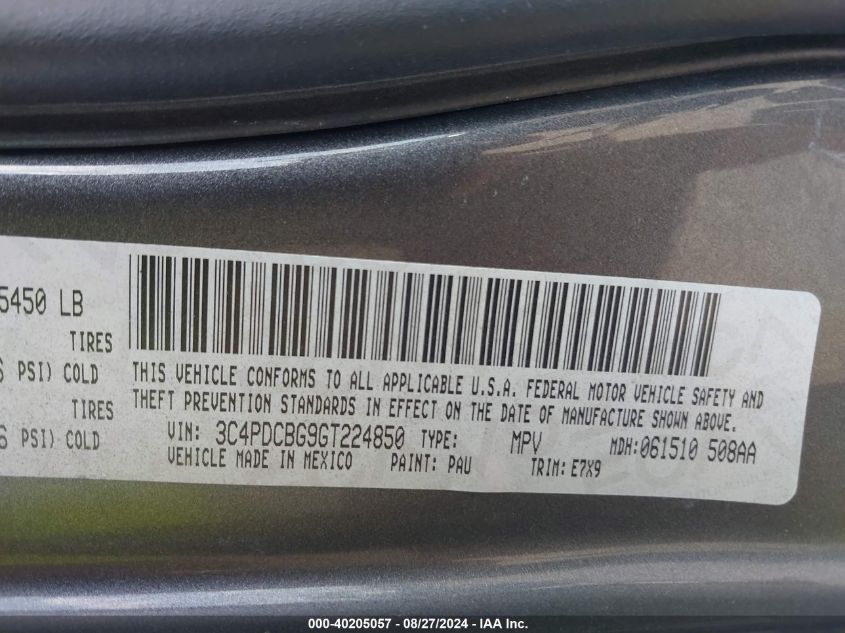 5450 LB
TIRES
PSI) COLD
TIRES
PSI) COLD
THIS VEHICLE CONFORMS TO ALL APPLICABLE U.S.A. FEDERAL MOTOR VEHICLE SAFETY AND
THEFT PREVENTION STANDARDS IN EFFECT ON THE DATE OF MANUFACTURE SHOWN ABOVE.
VIN: 3C4PDCBG9GT224850 TYPE: MPV MDH:061510 508AA
VEHICLE MADE IN MEXICO PAINT: PAU TRIM: E7X9
000-40205057 - 08/27/2024 - IAA Inc.